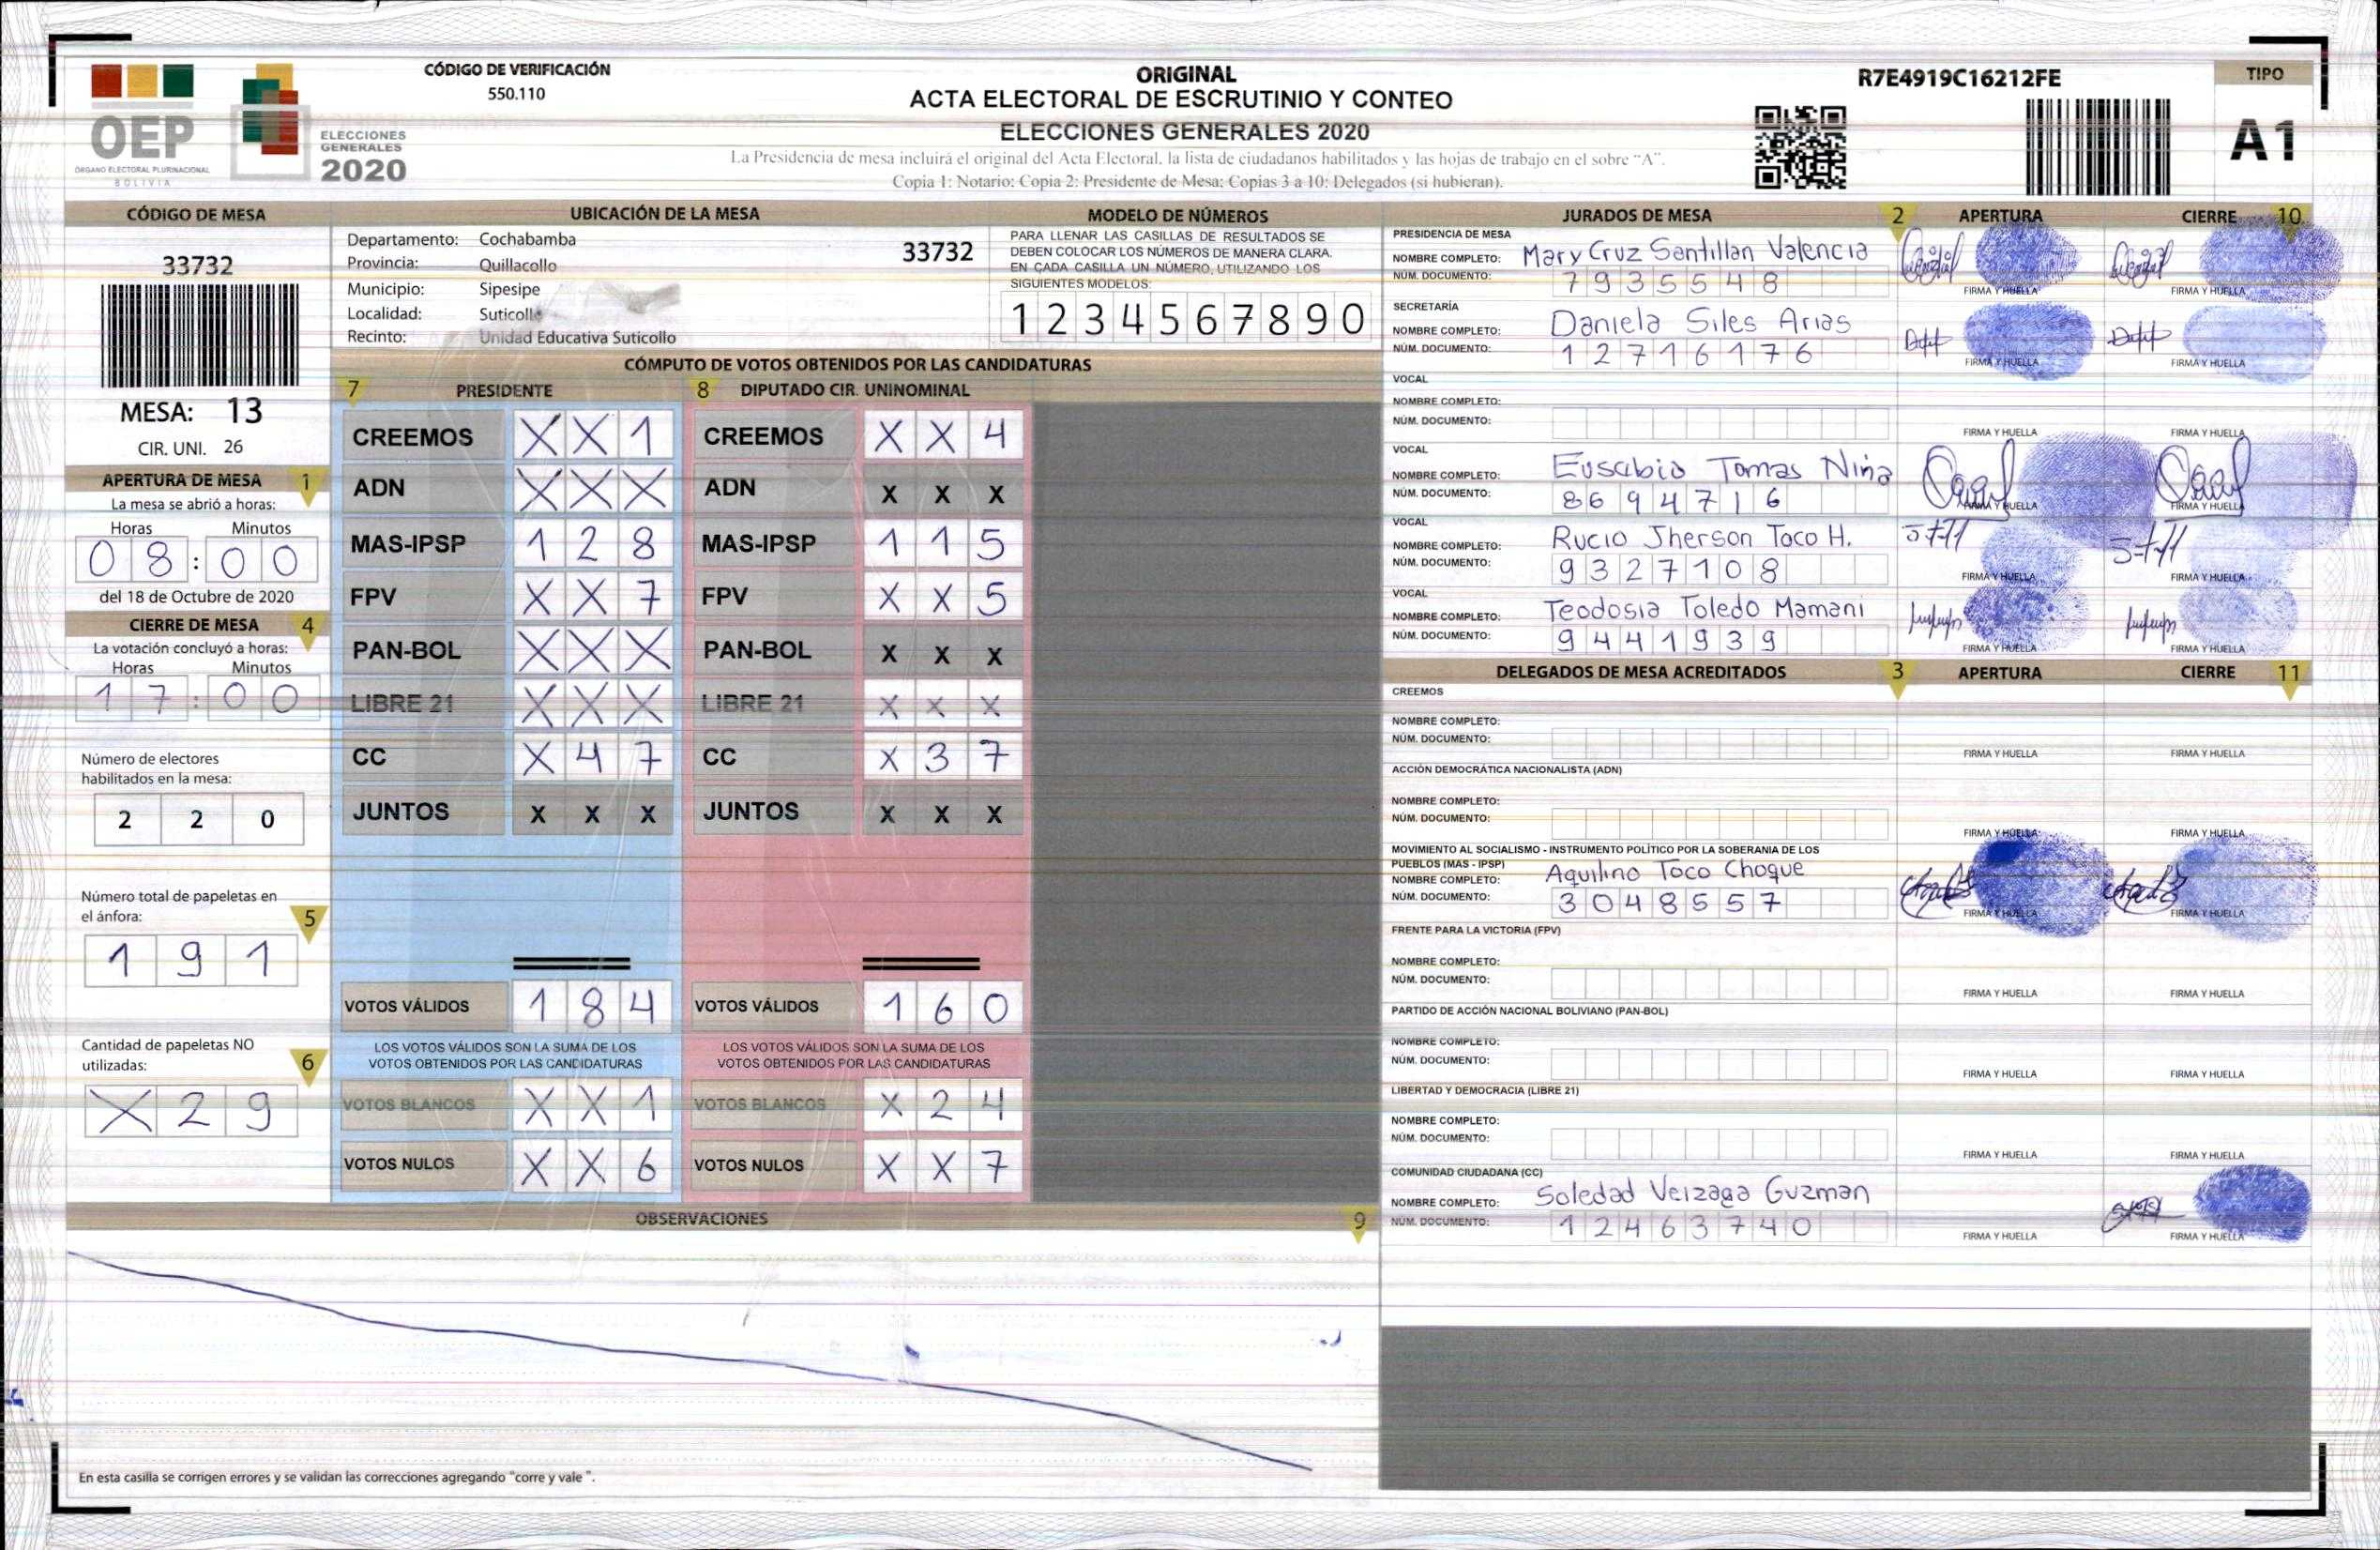 CÓDIGO DE VERIFICACIÓN
550.110
OEP
ÓRGANO ELECTORAL PLURINACIONAL
BOLIVIA
ELECCIONES
GENERALES
2020
ORIGINAL
ACTA ELECTORAL DE ESCRUTINIO Y CONTEO
ELECCIONES GENERALES 2020
La Presidencia de mesa incluirá el original del Acta Electoral, la lista de ciudadanos habilitados y las hojas de trabajo en el sobre "A".
Copia 1: Notario; Copia 2: Presidente de Mesa; Copias 3 a 10: Delegados (si hubieran).
R7E4919C16212FE
TIPO
A1
CÓDIGO DE MESA
33732
MESA: 13
CIR. UNI. 26
APERTURA DE MESA 1
La mesa se abrió a horas:
Horas Minutos
08:00
del 18 de Octubre de 2020
CIERRE DE MESA 4
La votación concluyó a horas:
Horas Minutos
17:00
Número de electores
habilitados en la mesa:
2 2 0
Número total de papeletas en
el ánfora: 5
1 9 1
Cantidad de papeletas NO
utilizadas: 6
X 2 9
UBICACIÓN DE LA MESA
Departamento: Cochabamba
33732
Provincia: Quillacollo
Municipio: Sipesipe
Localidad: Suticollo
Recinto: Unidad Educativa Suticollo
MODELO DE NÚMEROS
PARA LLENAR LAS CASILLAS DE RESULTADOS SE
DEBEN COLOCAR LOS NÚMEROS DE MANERA CLARA.
EN CADA CASILLA UN NÚMERO, UTILIZANDO LOS
SIGUIENTES MODELOS:
1 2 3 4 5 6 7 8 9 0
CÓMPUTO DE VOTOS OBTENIDOS POR LAS CANDIDATURAS
7 PRESIDENTE 8 DIPUTADO CIR. UNINOMINAL
CREEMOS X X 1 CREEMOS X X 4
ADN X X X ADN X X X
MAS-IPSP 1 2 8 MAS-IPSP 1 1 5
FPV X X 7 FPV X X 5
PAN-BOL X X X PAN-BOL X X X
LIBRE 21 X X X LIBRE 21 X X X
CC X 4 7 CC X 3 7
JUNTOS X X X JUNTOS X X X
VOTOS VÁLIDOS 1 8 4 VOTOS VÁLIDOS 1 6 0
LOS VOTOS VÁLIDOS SON LA SUMA DE LOS LOS VOTOS VÁLIDOS SON LA SUMA DE LOS
VOTOS OBTENIDOS POR LAS CANDIDATURAS VOTOS OBTENIDOS POR LAS CANDIDATURAS
VOTOS BLANCOS X X 1 VOTOS BLANCOS X 2 4
VOTOS NULOS X X 6 VOTOS NULOS X X 7
OBSERVACIONES 9
En esta casilla se corrigen errores y se validan las correcciones agregando "corre y vale ".
JURADOS DE MESA 2 APERTURA CIERRE 10
PRESIDENCIA DE MESA
NOMBRE COMPLETO: Mary Cruz Santillan Valencia
NÚM. DOCUMENTO: 7935548
FIRMA Y HUELLA FIRMA Y HUELLA
SECRETARÍA
NOMBRE COMPLETO: Daniela Siles Arias
NÚM. DOCUMENTO: 12716176
FIRMA Y HUELLA FIRMA Y HUELLA
VOCAL
NOMBRE COMPLETO:
NÚM. DOCUMENTO:
FIRMA Y HUELLA FIRMA Y HUELLA
VOCAL
NOMBRE COMPLETO: Eusabio Tomas Niña
NÚM. DOCUMENTO: 8694716
FIRMA Y HUELLA FIRMA Y HUELLA
VOCAL
NOMBRE COMPLETO: Rucio Jherson Toco H.
NÚM. DOCUMENTO: 9327108
FIRMA Y HUELLA FIRMA Y HUELLA
VOCAL
NOMBRE COMPLETO: Teodosia Toledo Mamani
NÚM. DOCUMENTO: 9441939
FIRMA Y HUELLA FIRMA Y HUELLA
DELEGADOS DE MESA ACREDITADOS 3 APERTURA CIERRE 11
CREEMOS
NOMBRE COMPLETO:
NÚM. DOCUMENTO:
FIRMA Y HUELLA FIRMA Y HUELLA
ACCIÓN DEMOCRÁTICA NACIONALISTA (ADN)
NOMBRE COMPLETO:
NÚM. DOCUMENTO:
FIRMA Y HUELLA FIRMA Y HUELLA
MOVIMIENTO AL SOCIALISMO - INSTRUMENTO POLÍTICO POR LA SOBERANIA DE LOS
PUEBLOS (MAS - IPSP)
NOMBRE COMPLETO: Aquilino Toco Choque
NÚM. DOCUMENTO: 3048557
FIRMA Y HUELLA FIRMA Y HUELLA
FRENTE PARA LA VICTORIA (FPV)
NOMBRE COMPLETO:
NÚM. DOCUMENTO:
FIRMA Y HUELLA FIRMA Y HUELLA
PARTIDO DE ACCIÓN NACIONAL BOLIVIANO (PAN-BOL)
NOMBRE COMPLETO:
NÚM. DOCUMENTO:
FIRMA Y HUELLA FIRMA Y HUELLA
LIBERTAD Y DEMOCRACIA (LIBRE 21)
NOMBRE COMPLETO:
NÚM. DOCUMENTO:
FIRMA Y HUELLA FIRMA Y HUELLA
COMUNIDAD CIUDADANA (CC)
NOMBRE COMPLETO: Soledad Veizaga Guzman
NÚM. DOCUMENTO: 12463740
FIRMA Y HUELLA FIRMA Y HUELLA